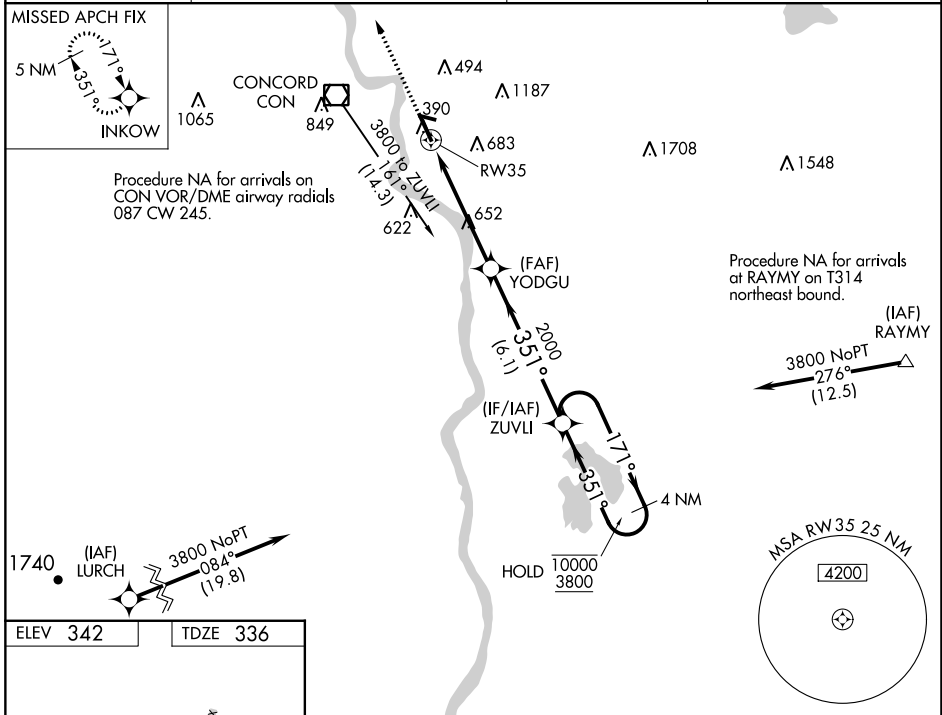 MISSED APCH FIX
5 NM
171°
351°
INKOW
1065
CONCORD
CON
849
494
1187
390
683
RW35
1708
1548
3800 to ZUVLI
161°
(14.3)
Procedure NA for arrivals on
CON VOR/DME airway radials
087 CW 245.
622
652
(FAF)
YODGU
Procedure NA for arrivals
at RAYMY on T314
northeast bound.
(IAF)
RAYMY
3800 NoPT
276°
(12.5)
2000
351°
(6.1)
(IF/IAF)
ZUVLI
171°
351°
4 NM
HOLD
10000
3800
1740
(IAF)
LURCH
3800 NoPT
084°
(19.8)
MSA RW35 25 NM
4200
ELEV 342
TDZE 336